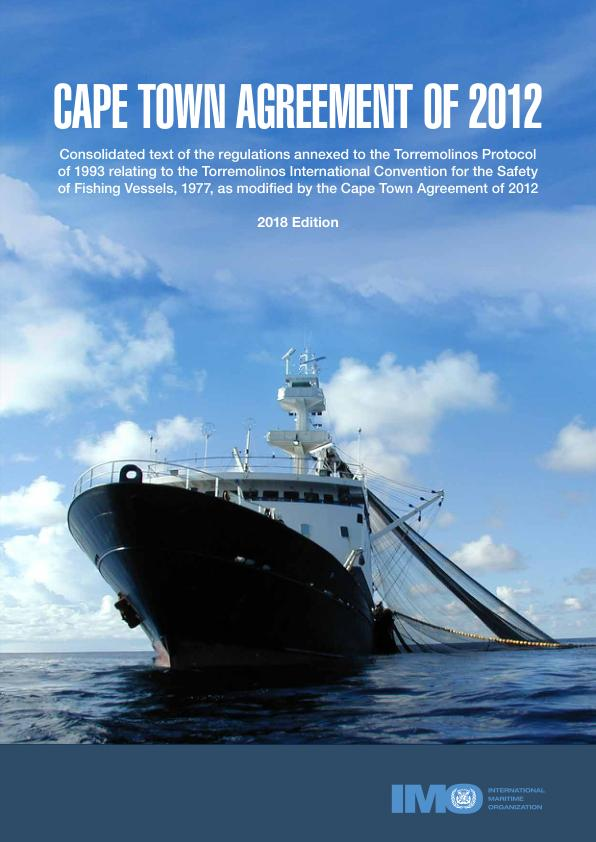 CAPE TOWN AGREEMENT OF 2012
Consolidated text of the regulations annexed to the Torremolinos Protocol
of 1993 relating to the Torremolinos International Convention for the Safety
of Fishing Vessels, 1977, as modified by the Cape Town Agreement of 2012
2018 Edition
IMO
INTERNATIONAL
MARITIME
ORGANIZATION